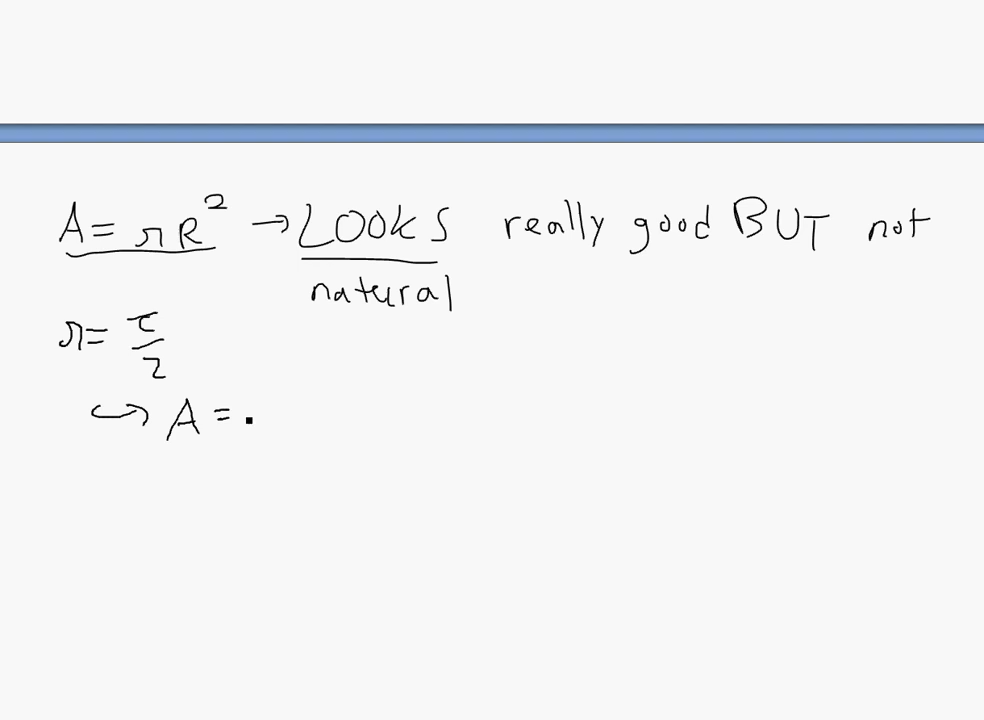 A = πR² → LOOKS really good BUT not
natural
π = τ/2
↪ A = .